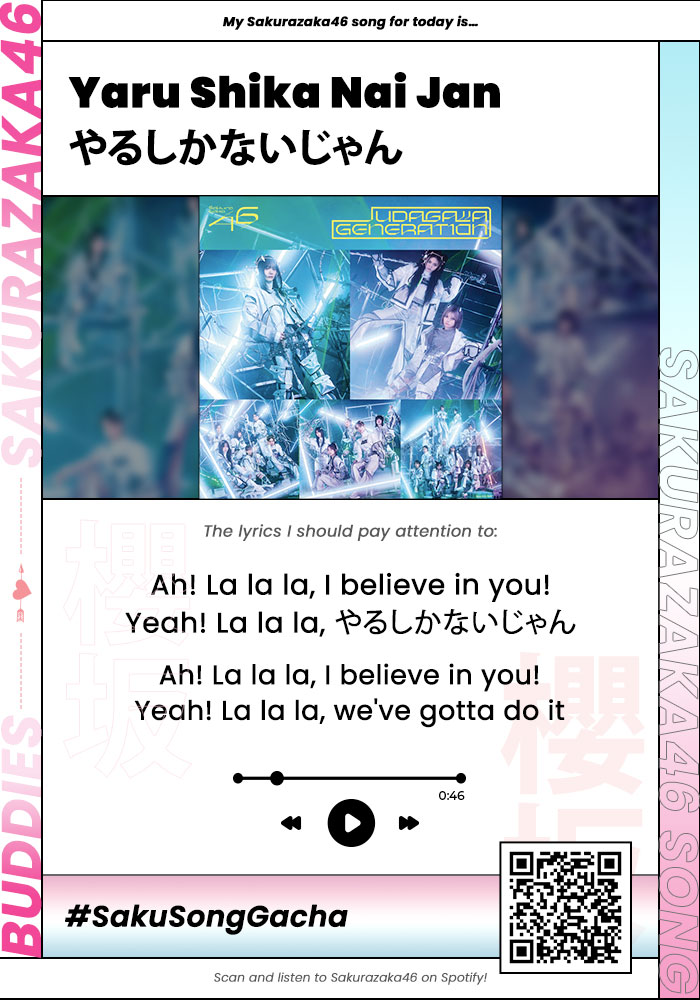 My Sakurazaka46 song for today is...
Yaru Shika Nai Jan
やるしかないじゃん
Sakurazaka
46
UDAGAWA
GENERATION
The lyrics I should pay attention to:
Ah! La la la, I believe in you!
Yeah! La la la, やるしかないじゃん
Ah! La la la, I believe in you!
Yeah! La la la, we've gotta do it
0:46
#SakuSongGacha
Scan and listen to Sakurazaka46 on Spotify!
BUDDIES
SAKURAZAKA46
SAKURAZAKA46 SONG
櫻坂
櫻坂